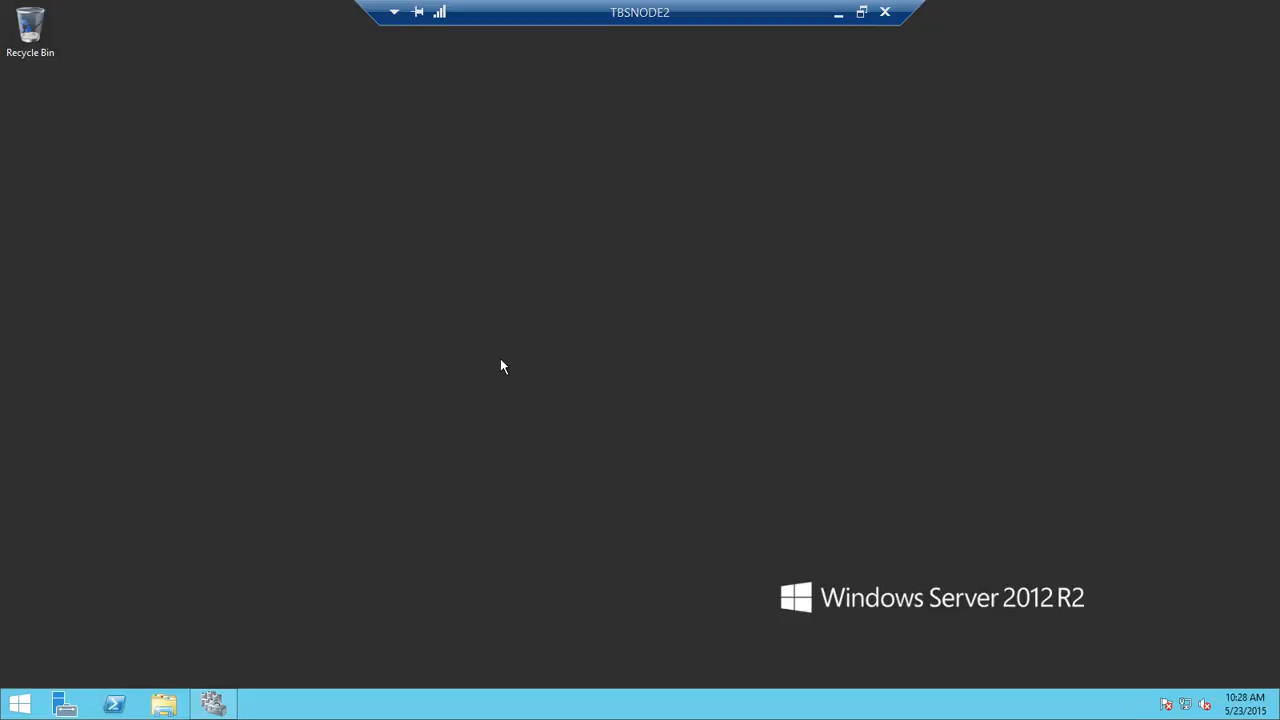 TBSNODE2
Recycle Bin
Windows Server 2012 R2
10:28 AM
5/23/2015